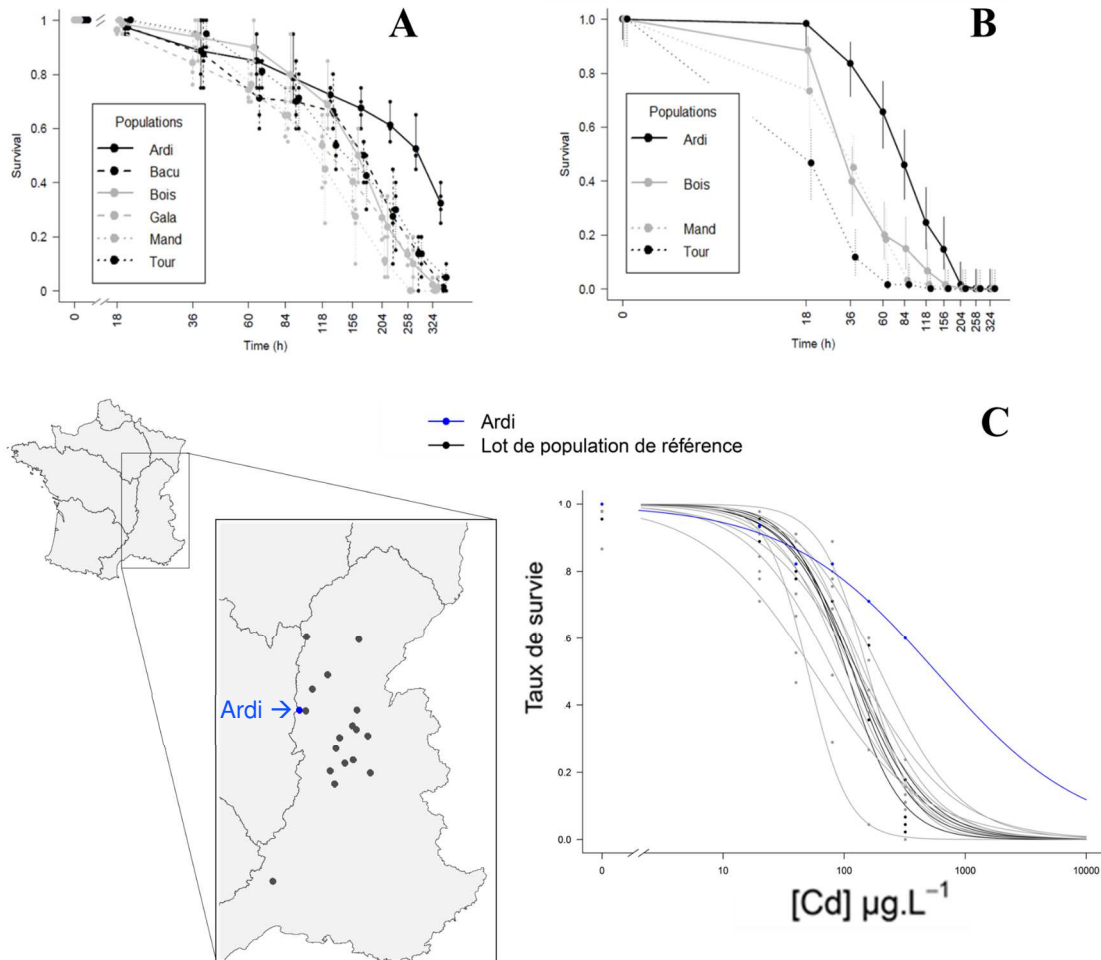 A
Survival
1
0.8
0.6
0.4
0.2
0
Populations
Ardi
Bacu
Bois
Gala
Mand
Tour
0
18
36
60
84
118
156
204
258
324
Time (h)
B
Survival
1
0.8
0.6
0.4
0.2
0.0
Populations
Ardi
Bois
Mand
Tour
0
18
36
60
84
118
156
204
258
324
Time (h)
Ardi
Lot de population de référence
C
Ardi →
Taux de survie
1.0
.8
.6
.4
0.2
0.0
0
10
100
1000
10000
[Cd] µg.L⁻¹